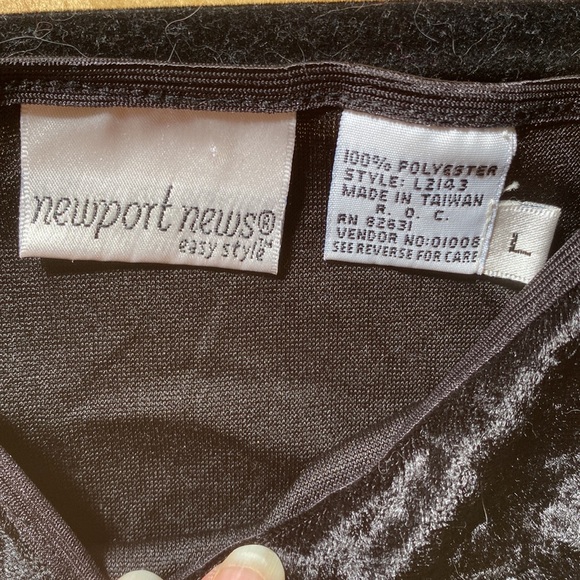 newport news®
easy style™
100% POLYESTER
STYLE: L2143
MADE IN TAIWAN
R. O. C.
RN 82631
VENDOR NO:01008
SEE REVERSE FOR CARE
L